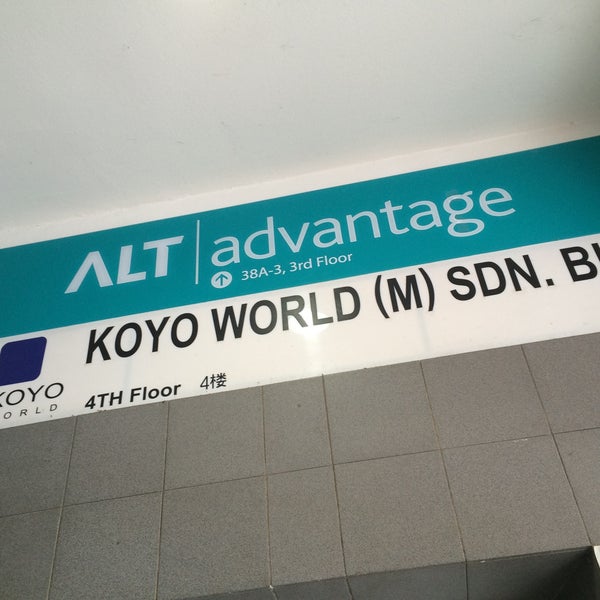 ALT advantage
38A-3, 3rd Floor
KOYO WORLD (M) SDN.
4TH Floor 4楼
KOYO